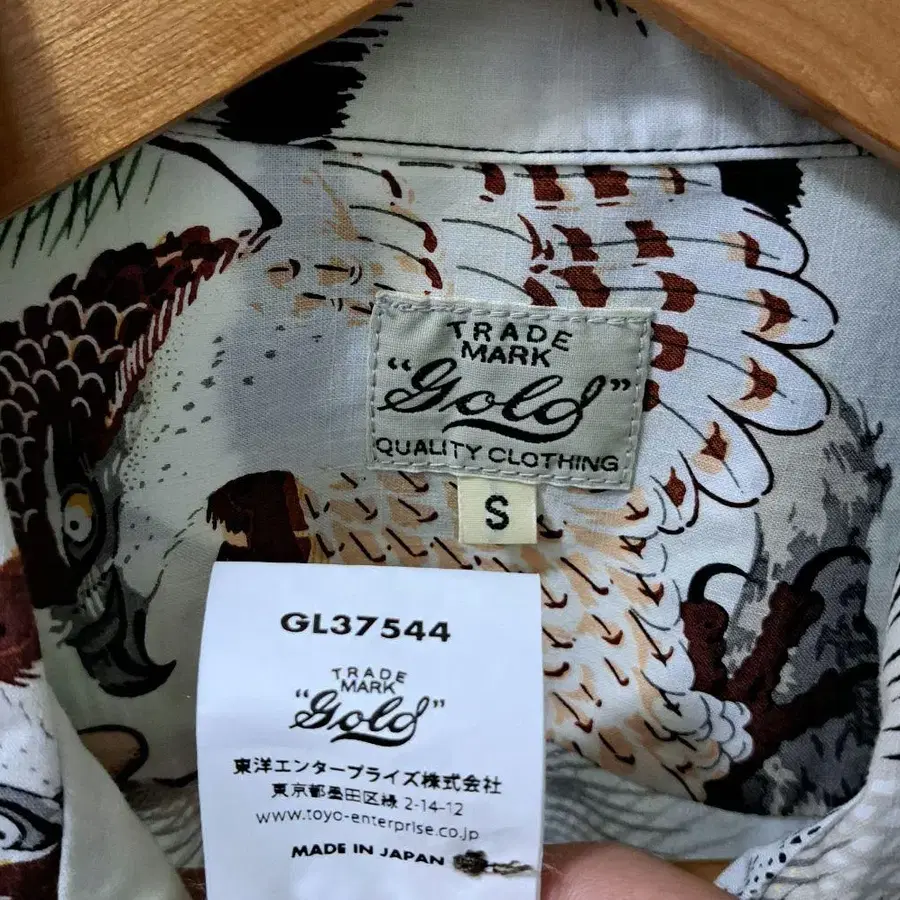 HAWK
TRADE
MARK
"Gold"
QUALITY CLOTHING
S
GL37544
TRADE
MARK
"Gold"
東洋エンタープライズ株式会社
東京都墨田区緑 2-14-12
www.toyo-enterprise.co.jp
MADE IN JAPAN